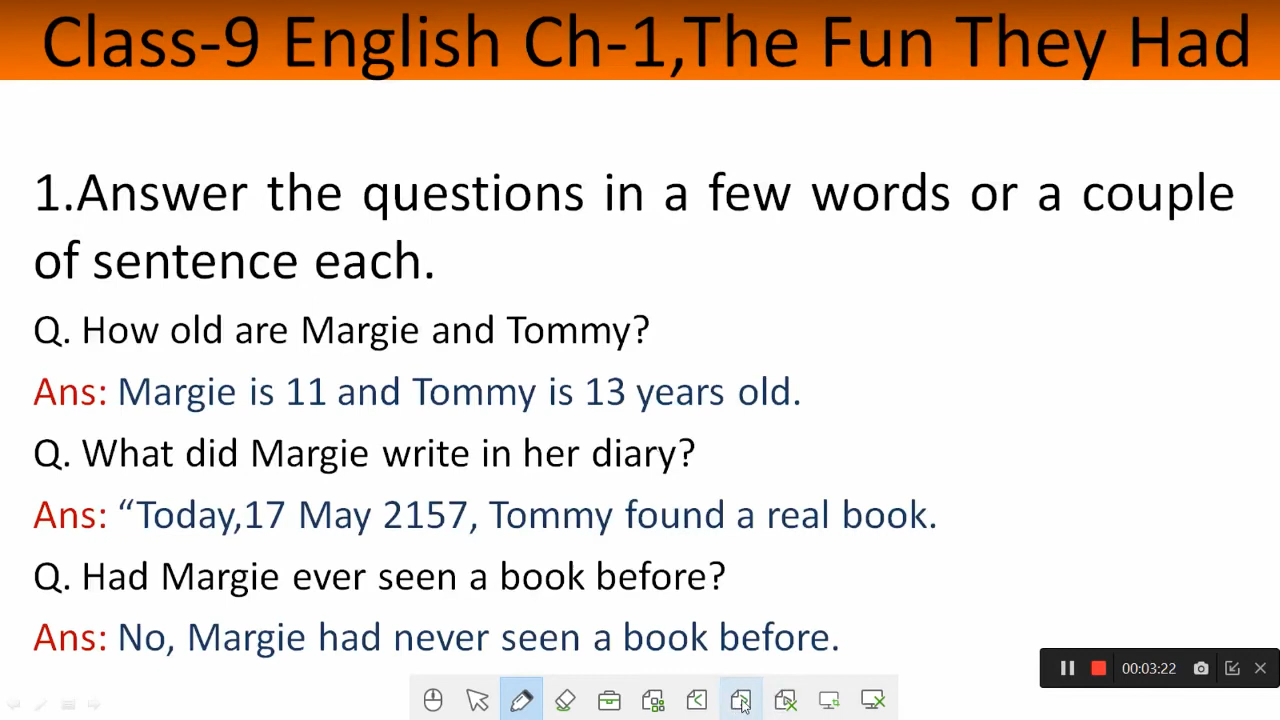 Class-9 English Ch-1,The Fun They Had
1.Answer the questions in a few words or a couple
of sentence each.
Q. How old are Margie and Tommy?
Ans: Margie is 11 and Tommy is 13 years old.
Q. What did Margie write in her diary?
Ans: “Today,17 May 2157, Tommy found a real book.
Q. Had Margie ever seen a book before?
Ans: No, Margie had never seen a book before.
00:03:22